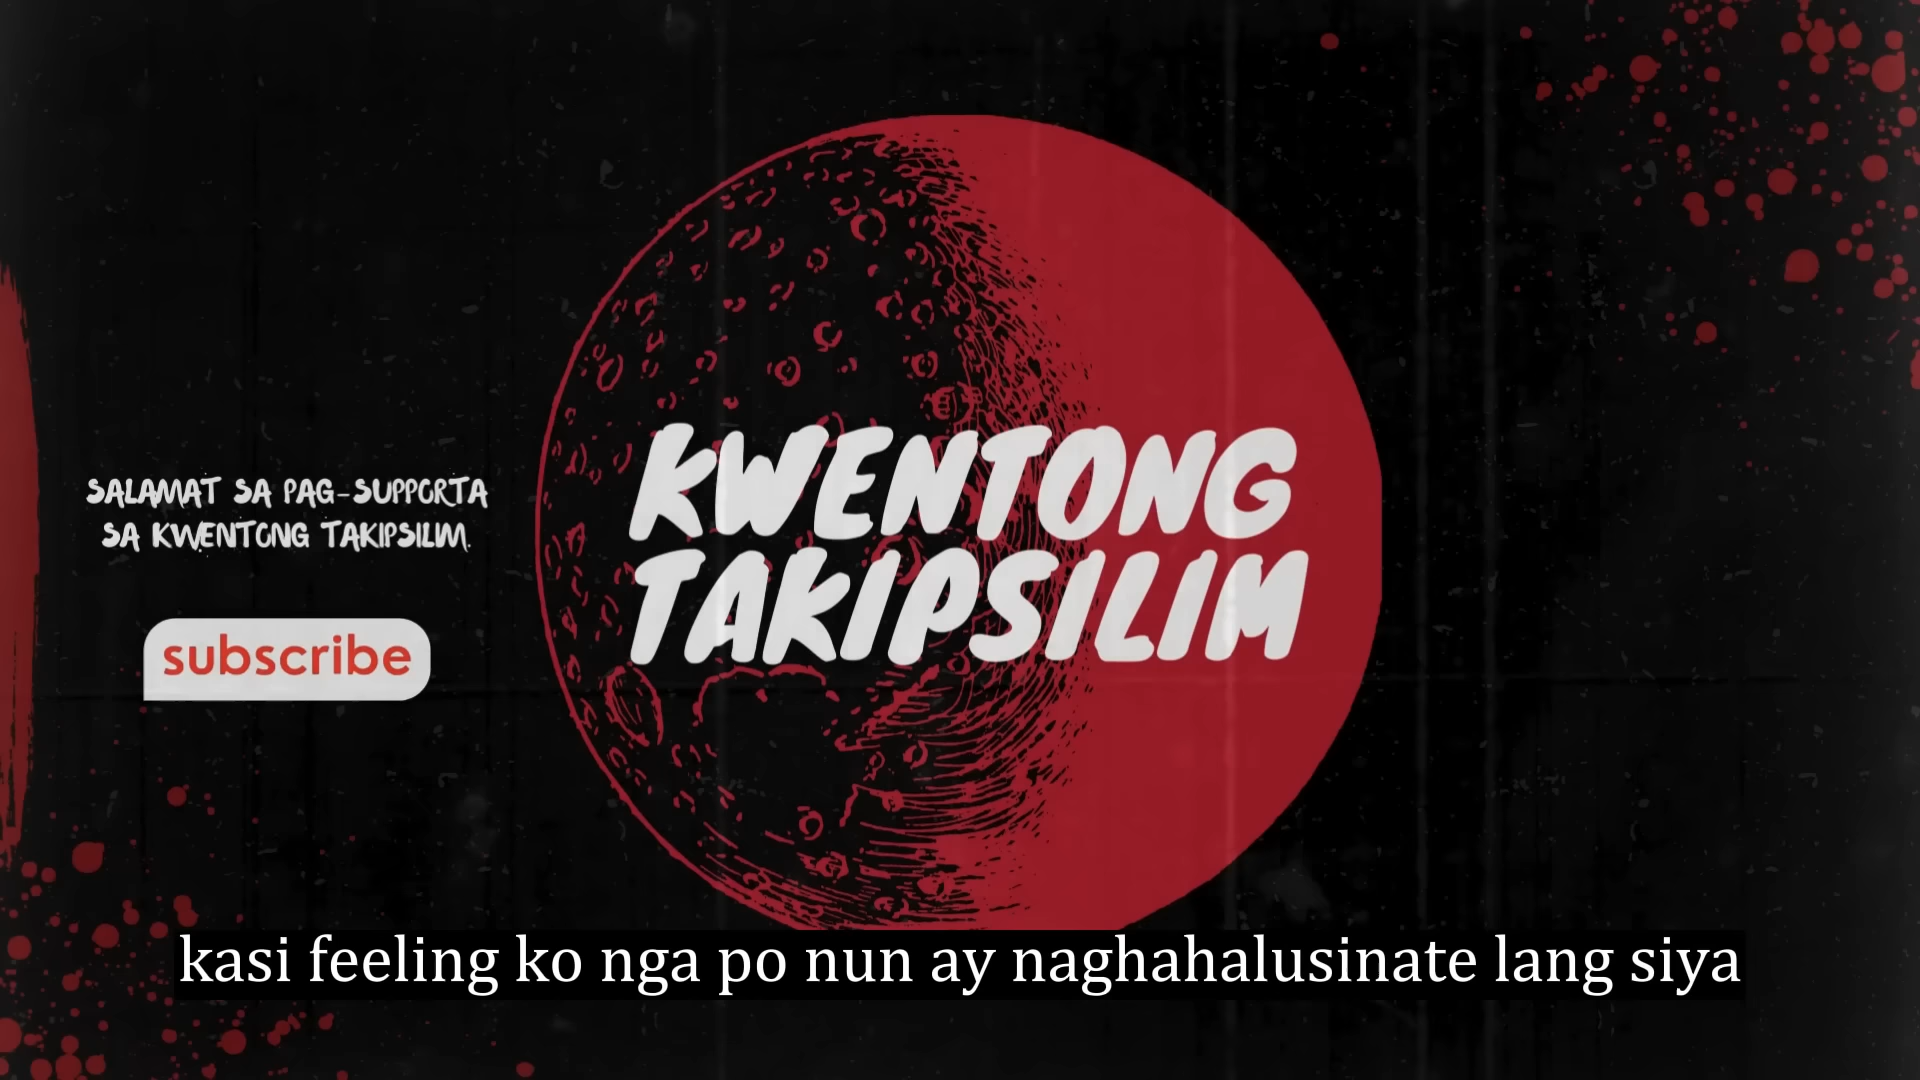 KWENTONG
TAKIPSILIM
SALAMAT SA PAG-SUPPORTA
SA KWENTONG TAKIPSILIM.
subscribe
kasi feeling ko nga po nun ay naghahalusinate lang siya